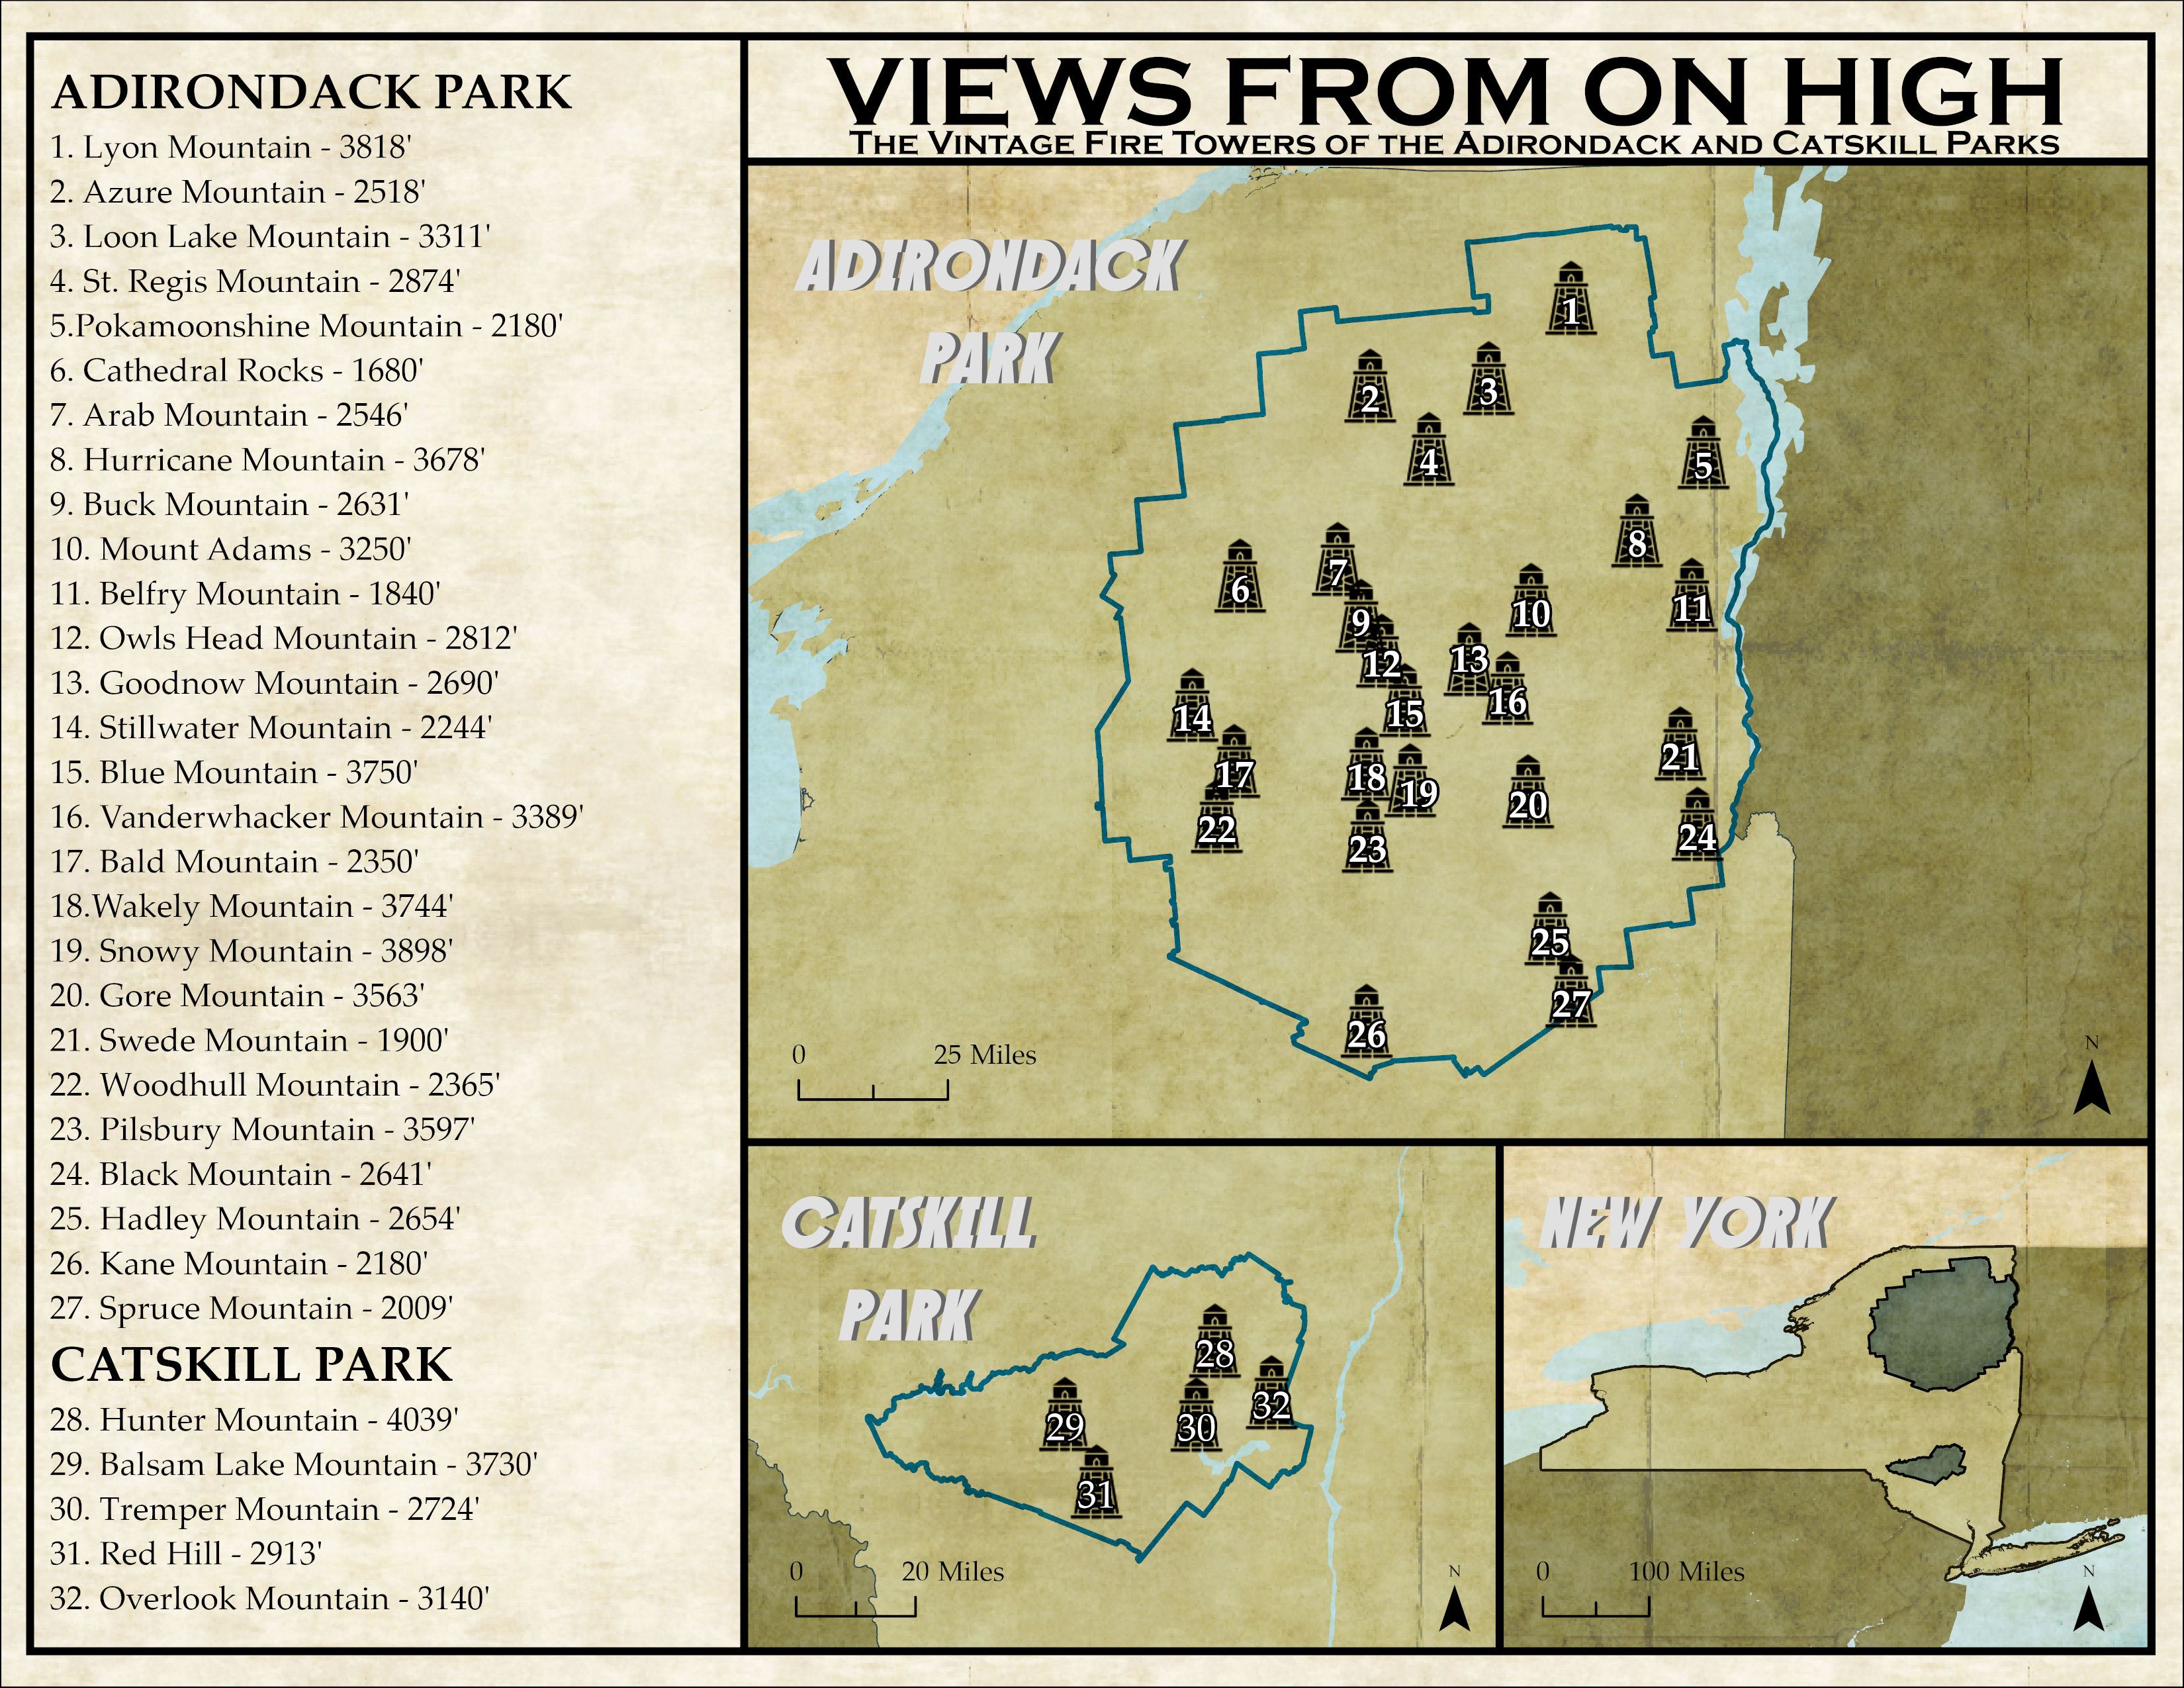 ADIRONDACK PARK
1. Lyon Mountain - 3818'
2. Azure Mountain - 2518'
3. Loon Lake Mountain - 3311'
4. St. Regis Mountain - 2874'
5.Pokamoonshine Mountain - 2180'
6. Cathedral Rocks - 1680'
7. Arab Mountain - 2546'
8. Hurricane Mountain - 3678'
9. Buck Mountain - 2631'
10. Mount Adams - 3250'
11. Belfry Mountain - 1840'
12. Owls Head Mountain - 2812'
13. Goodnow Mountain - 2690'
14. Stillwater Mountain - 2244'
15. Blue Mountain - 3750'
16. Vanderwhacker Mountain - 3389'
17. Bald Mountain - 2350'
18.Wakely Mountain - 3744'
19. Snowy Mountain - 3898'
20. Gore Mountain - 3563'
21. Swede Mountain - 1900'
22. Woodhull Mountain - 2365'
23. Pilsbury Mountain - 3597'
24. Black Mountain - 2641'
25. Hadley Mountain - 2654'
26. Kane Mountain - 2180'
27. Spruce Mountain - 2009'
CATSKILL PARK
28. Hunter Mountain - 4039'
29. Balsam Lake Mountain - 3730'
30. Tremper Mountain - 2724'
31. Red Hill - 2913'
32. Overlook Mountain - 3140'
VIEWS FROM ON HIGH
THE VINTAGE FIRE TOWERS OF THE ADIRONDACK AND CATSKILL PARKS
ADIRONDACK
PARK
1
2
3
4
5
6
7
8
9
10
11
12
13
14
15
16
17
18
19
20
21
22
23
24
25
26
27
0 25 Miles
N
CATSKILL
PARK
28
29
30
31
32
0 20 Miles
N
NEW YORK
0 100 Miles
N